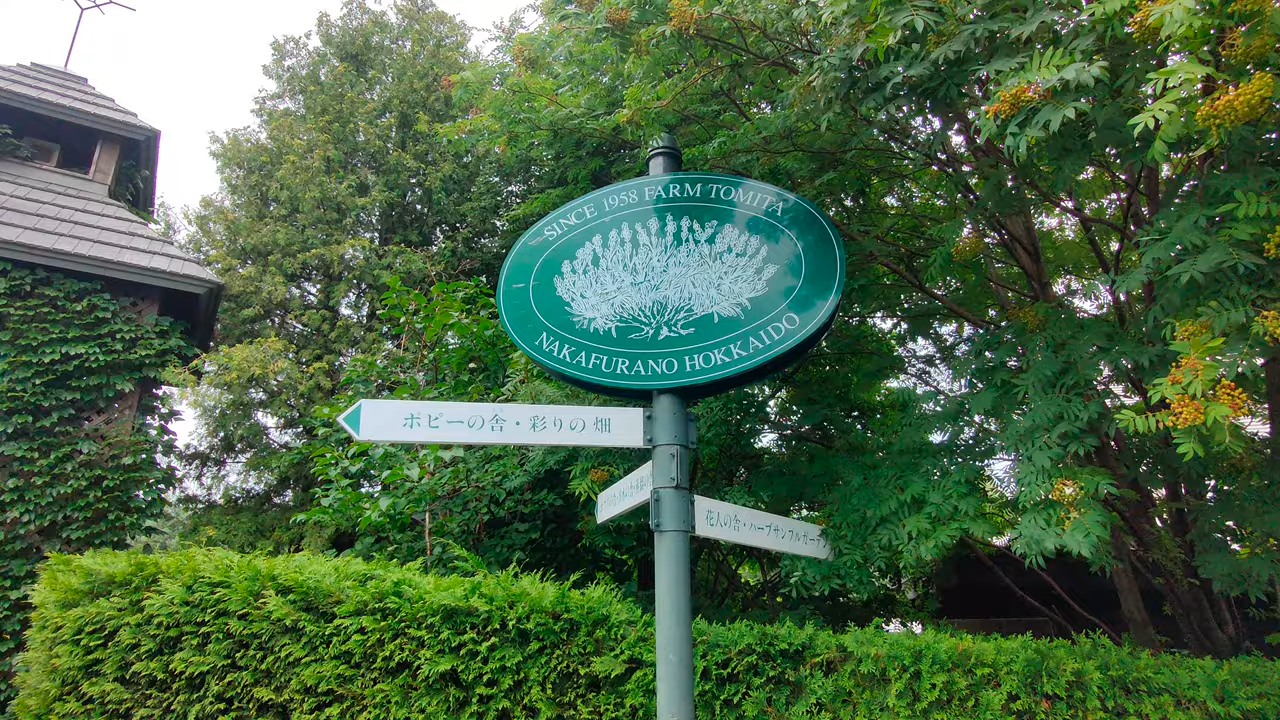 SINCE 1958 FARM TOMITA
NAKAFURANO HOKKAIDO
ポピーの舎・彩りの畑
花人の舎・ハーブサンプルガーデン